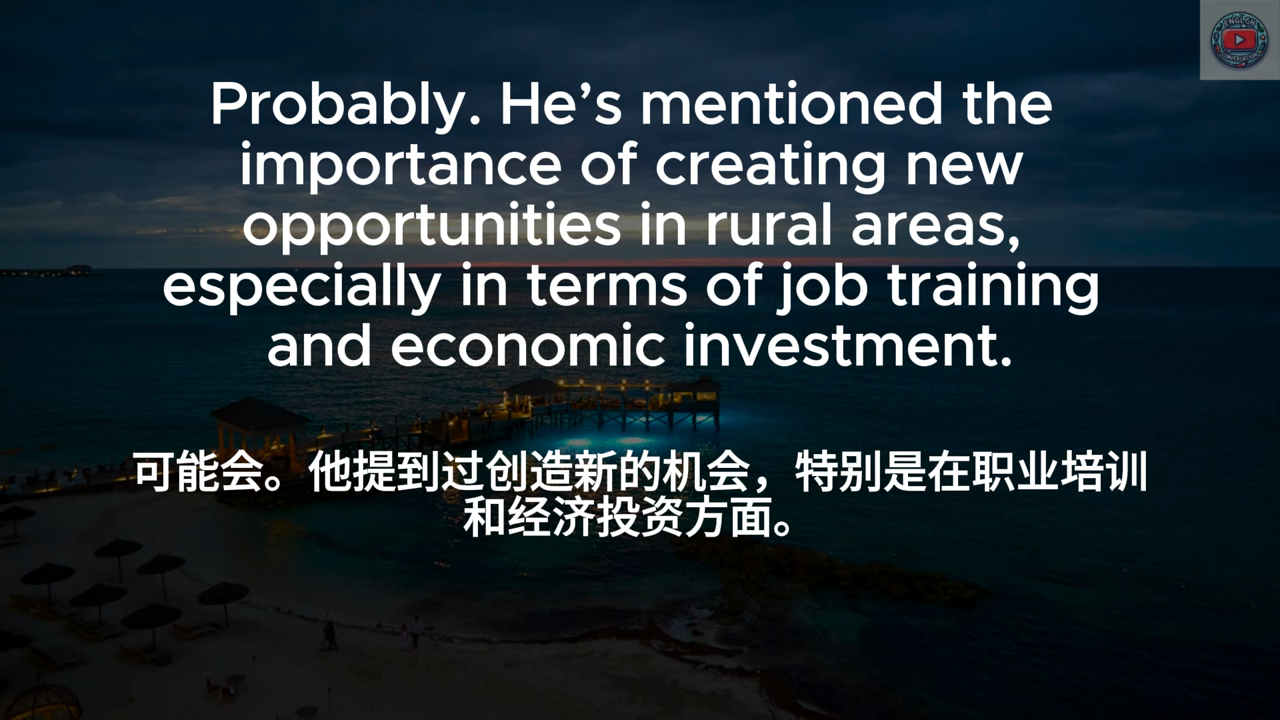 Probably. He’s mentioned the
importance of creating new
opportunities in rural areas,
especially in terms of job training
and economic investment.
可能会。他提到过创造新的机会，特别是在职业培训
和经济投资方面。
ENGLISH